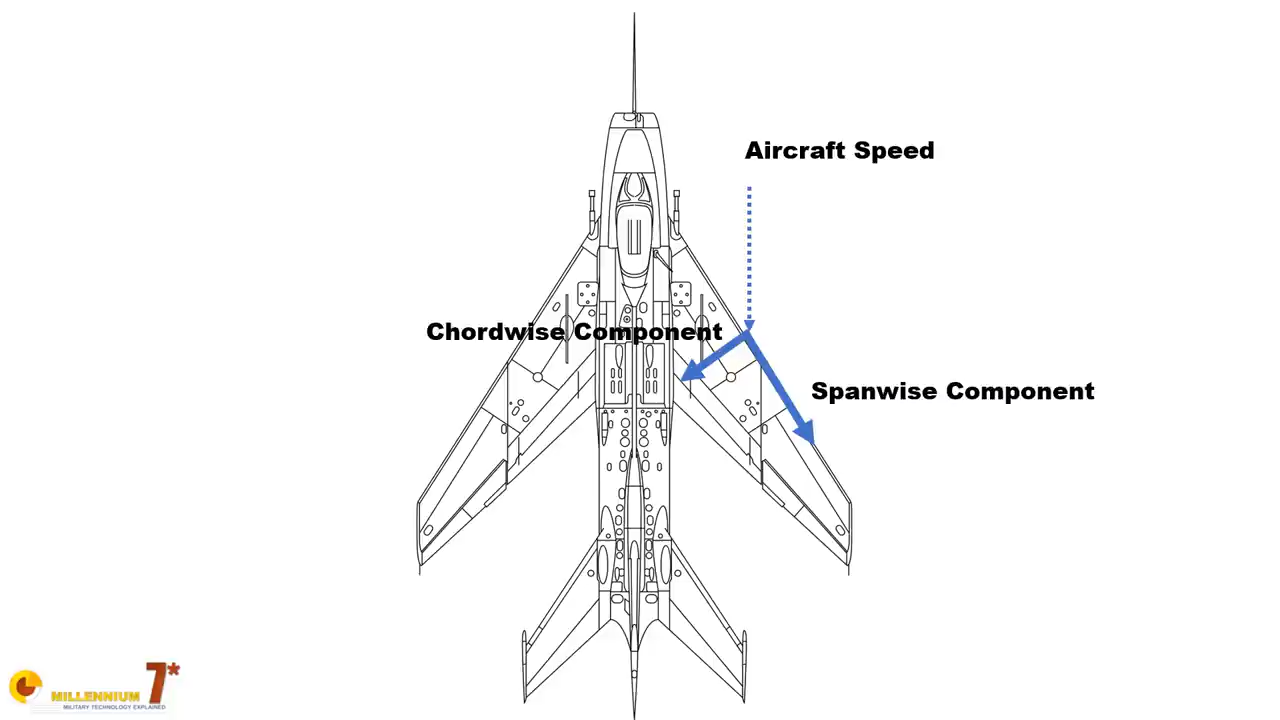 Aircraft Speed
Chordwise Component
Spanwise Component
MILLENNIUM 7*
MILITARY TECHNOLOGY EXPLAINED